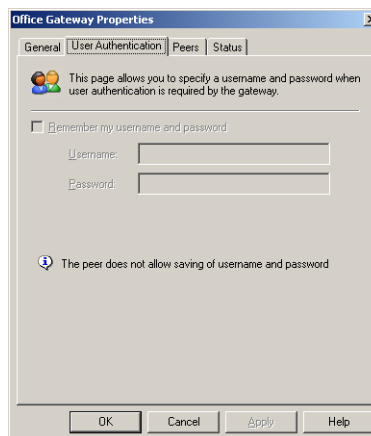 Office Gateway Properties
General User Authentication Peers Status
This page allows you to specify a username and password when
user authentication is required by the gateway.
Remember my username and password
Username:
Password:
The peer does not allow saving of username and password
OK Cancel Apply Help